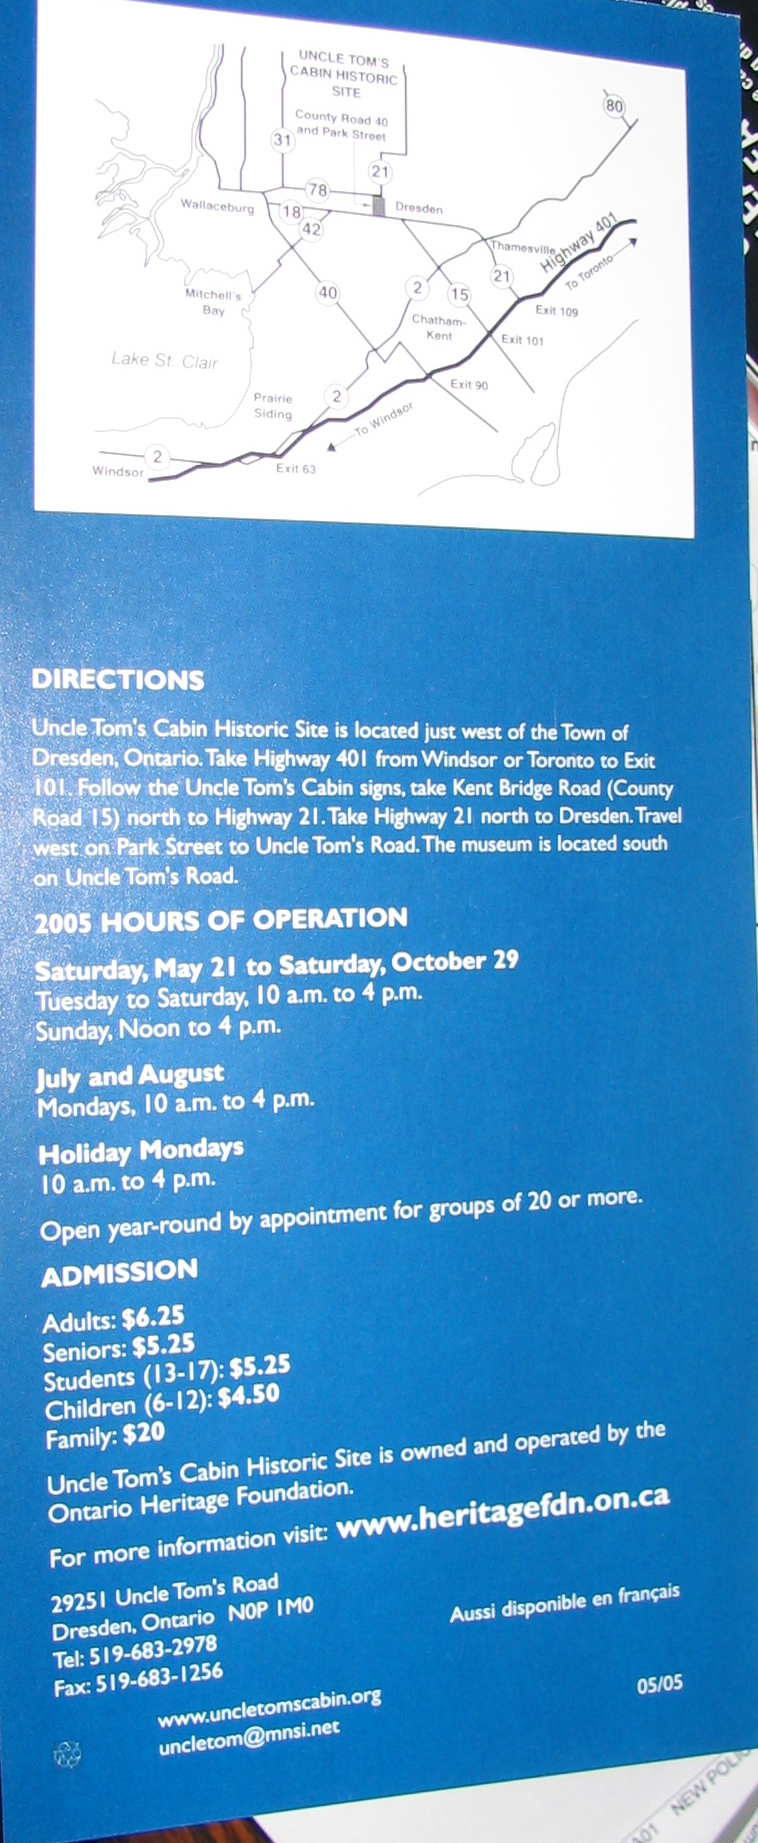 UNCLE TOM'S
CABIN HISTORIC
SITE
County Road 40
and Park Street
80
31
21
78
Wallaceburg
18
Dresden
42
Thamesville
Highway 401
To Toronto
21
2
15
40
Mitchell's
Bay
Exit 109
Chatham-
Kent
Exit 101
Lake St. Clair
Exit 90
Prairie
Siding
2
To Windsor
2
Windsor
Exit 63
DIRECTIONS
Uncle Tom's Cabin Historic Site is located just west of the Town of
Dresden, Ontario. Take Highway 401 from Windsor or Toronto to Exit
101. Follow the Uncle Tom's Cabin signs, take Kent Bridge Road (County
Road 15) north to Highway 21. Take Highway 21 north to Dresden. Travel
west on Park Street to Uncle Tom's Road. The museum is located south
on Uncle Tom's Road.
2005 HOURS OF OPERATION
Saturday, May 21 to Saturday, October 29
Tuesday to Saturday, 10 a.m. to 4 p.m.
Sunday, Noon to 4 p.m.
July and August
Mondays, 10 a.m. to 4 p.m.
Holiday Mondays
10 a.m. to 4 p.m.
Open year-round by appointment for groups of 20 or more.
ADMISSION
Adults: $6.25
Seniors: $5.25
Students (13-17): $5.25
Children (6-12): $4.50
Family: $20
Uncle Tom's Cabin Historic Site is owned and operated by the
Ontario Heritage Foundation.
For more information visit: www.heritagefdn.on.ca
29251 Uncle Tom's Road
Dresden, Ontario N0P 1M0
Tel: 519-683-2978
Fax: 519-683-1256
Aussi disponible en français
www.uncletomscabin.org
uncletom@mnsi.net
05/05
A01 NEW